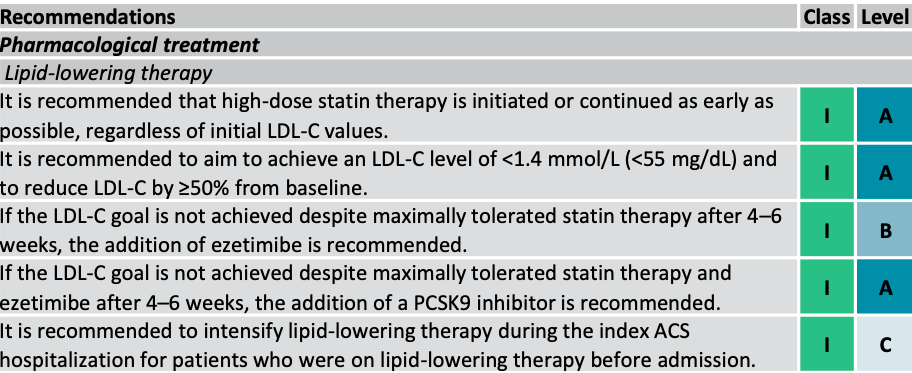 Recommendations Class Level
Pharmacological treatment
Lipid-lowering therapy
It is recommended that high-dose statin therapy is initiated or continued as early as
possible, regardless of initial LDL-C values.
I A
It is recommended to aim to achieve an LDL-C level of <1.4 mmol/L (<55 mg/dL) and
to reduce LDL-C by ≥50% from baseline.
I A
If the LDL-C goal is not achieved despite maximally tolerated statin therapy after 4–6
weeks, the addition of ezetimibe is recommended.
I B
If the LDL-C goal is not achieved despite maximally tolerated statin therapy and
ezetimibe after 4–6 weeks, the addition of a PCSK9 inhibitor is recommended.
I A
It is recommended to intensify lipid-lowering therapy during the index ACS
hospitalization for patients who were on lipid-lowering therapy before admission.
I C